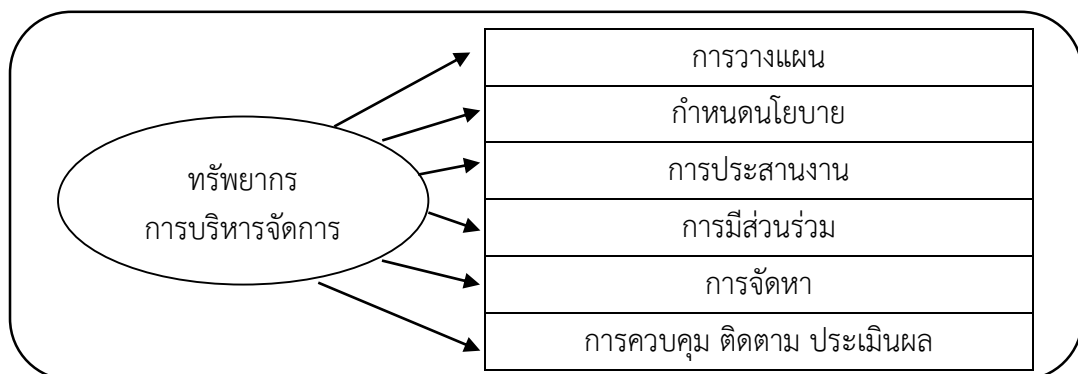 ทรัพยากร
การบริหารจัดการ
การวางแผน
กำหนดนโยบาย
การประสานงาน
การมีส่วนร่วม
การจัดหา
การควบคุม ติดตาม ประเมินผล